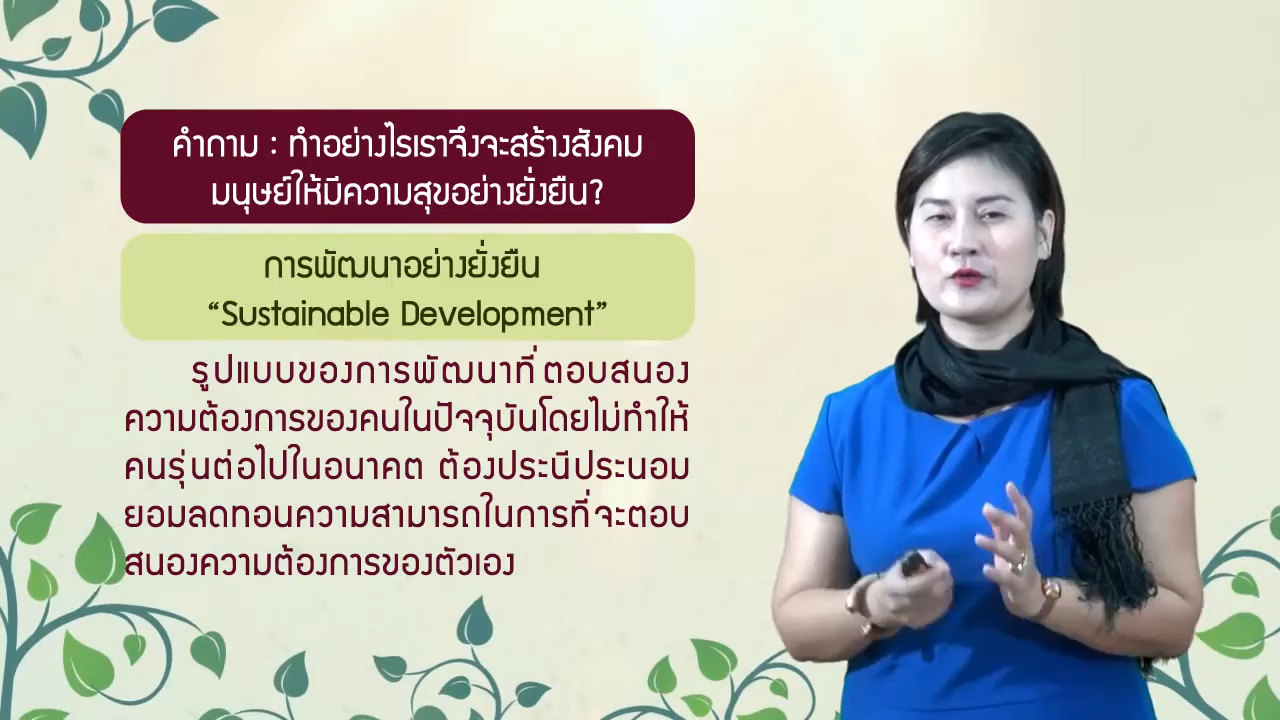 คำถาม : ทำอย่างไรเราจึงจะสร้างสังคม
มนุษย์ให้มีความสุขอย่างยั่งยืน?
การพัฒนาอย่างยั่งยืน
“Sustainable Development”
รูปแบบของการพัฒนาที่ตอบสนอง
ความต้องการของคนในปัจจุบันโดยไม่ทำให้
คนรุ่นต่อไปในอนาคต ต้องประนีประนอม
ยอมลดทอนความสามารถในการที่จะตอบ
สนองความต้องการของตัวเอง